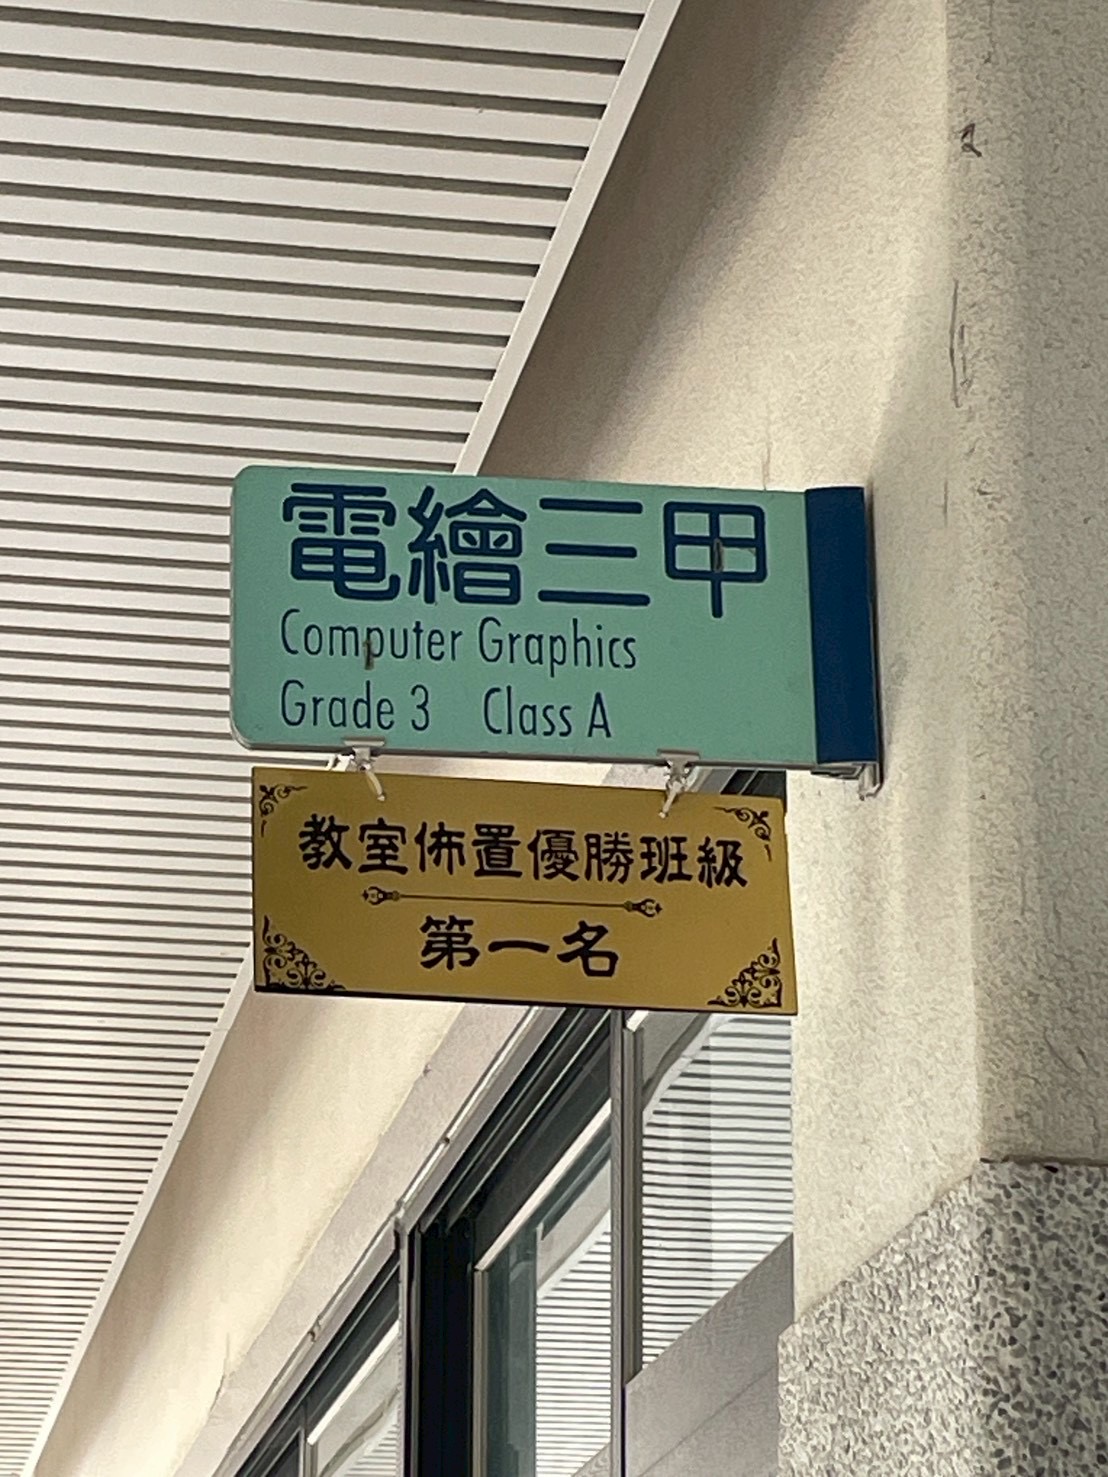 電繪三甲
Computer Graphics
Grade 3 Class A
教室佈置優勝班級
第一名